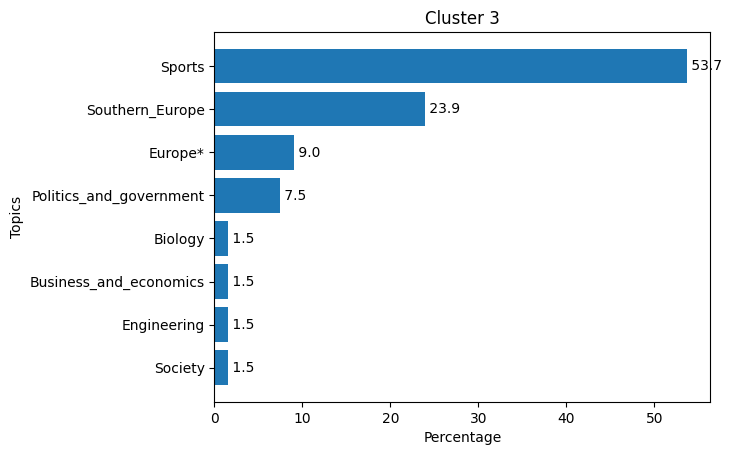 Cluster 3
Topics
Sports 53.7
Southern_Europe 23.9
Europe* 9.0
Politics_and_government 7.5
Biology 1.5
Business_and_economics 1.5
Engineering 1.5
Society 1.5
0 10 20 30 40 50
Percentage